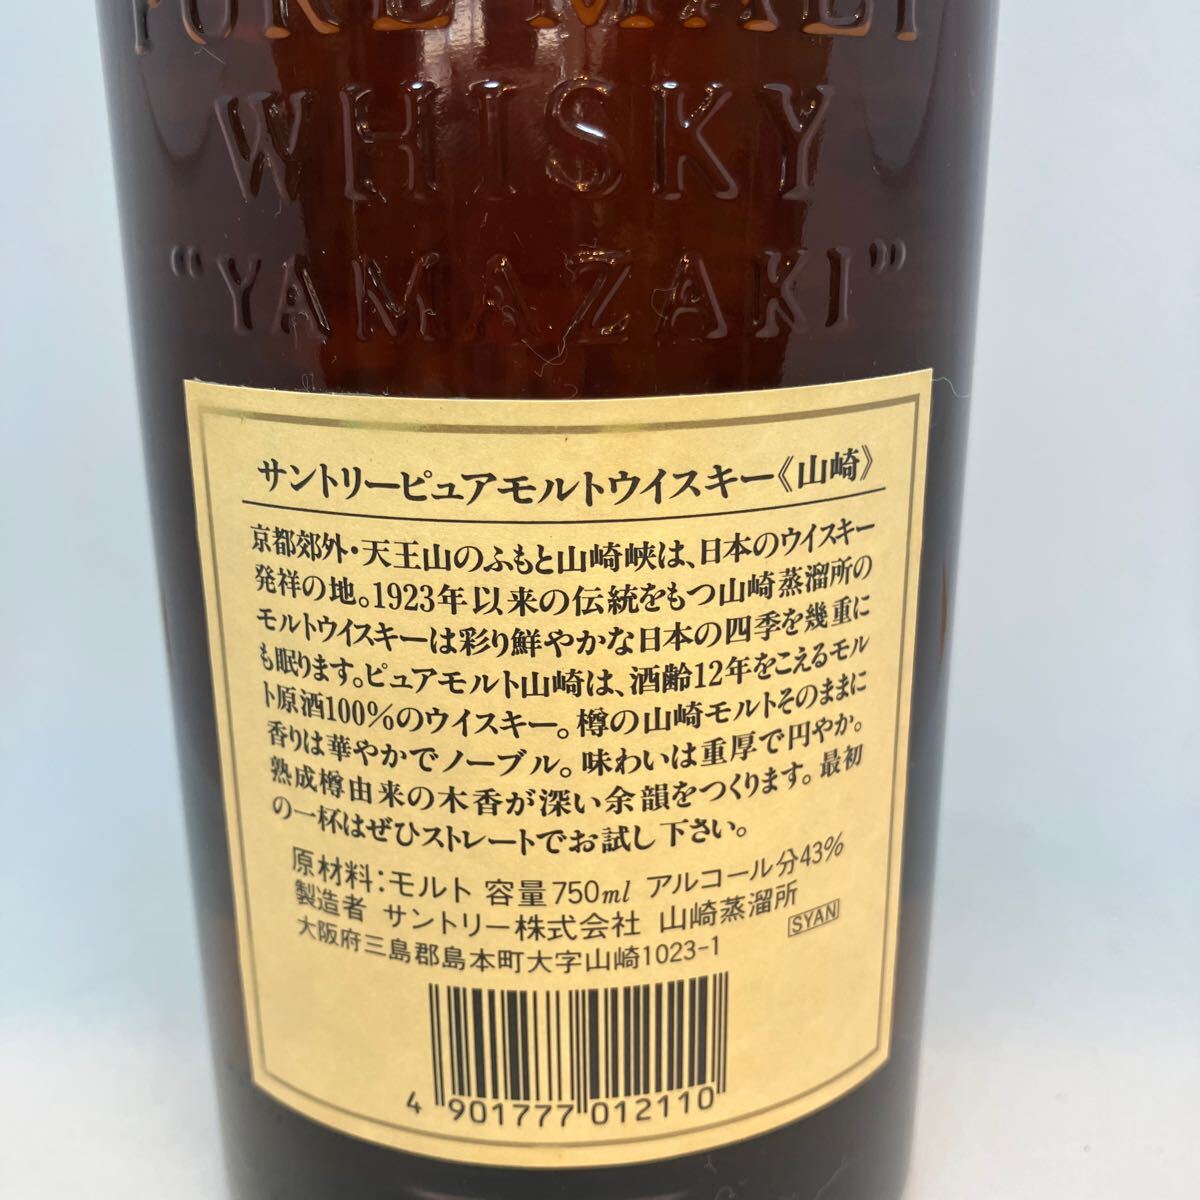 PURE MALT
WHISKY
"YAMAZAKI"
サントリーピュアモルトウイスキー《山崎》
京都郊外・天王山のふもと山崎峡は、日本のウイスキー
発祥の地。1923年以来の伝統をもつ山崎蒸溜所の
モルトウイスキーは彩り鮮やかな日本の四季を幾重に
も眠ります。ピュアモルト山崎は、酒齢12年をこえるモル
ト原酒100%のウイスキー。樽の山崎モルトそのままに
香りは華やかでノーブル。味わいは重厚で円やか。
熟成樽由来の木香が深い余韻をつくります。最初
の一杯はぜひストレートでお試し下さい。
原材料:モルト 容量750ml アルコール分43%
製造者 サントリー株式会社 山崎蒸溜所
大阪府三島郡島本町大字山崎1023-1
SYAN
4 901777 012110